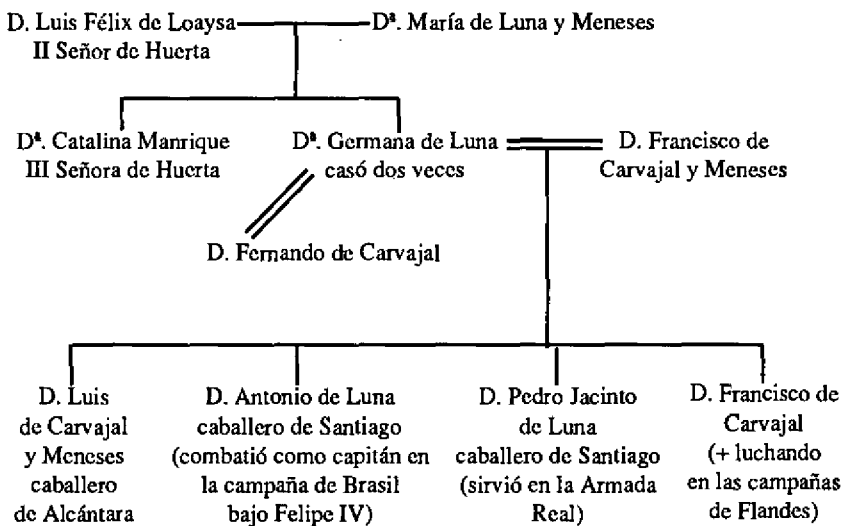 D. Luis Félix de Loaysa
II Señor de Huerta
Dª. María de Luna y Meneses
Dª. Catalina Manrique
III Señora de Huerta
Dª. Germana de Luna
casó dos veces
D. Francisco de
Carvajal y Meneses
D. Fernando de Carvajal
D. Luis
de Carvajal
y Meneses
caballero
de Alcántara
D. Antonio de Luna
caballero de Santiago
(combatió como capitán en
la campaña de Brasil
bajo Felipe IV)
D. Pedro Jacinto
de Luna
caballero de Santiago
(sirvió en la Armada
Real)
D. Francisco de
Carvajal
(+ luchando
en las campañas
de Flandes)